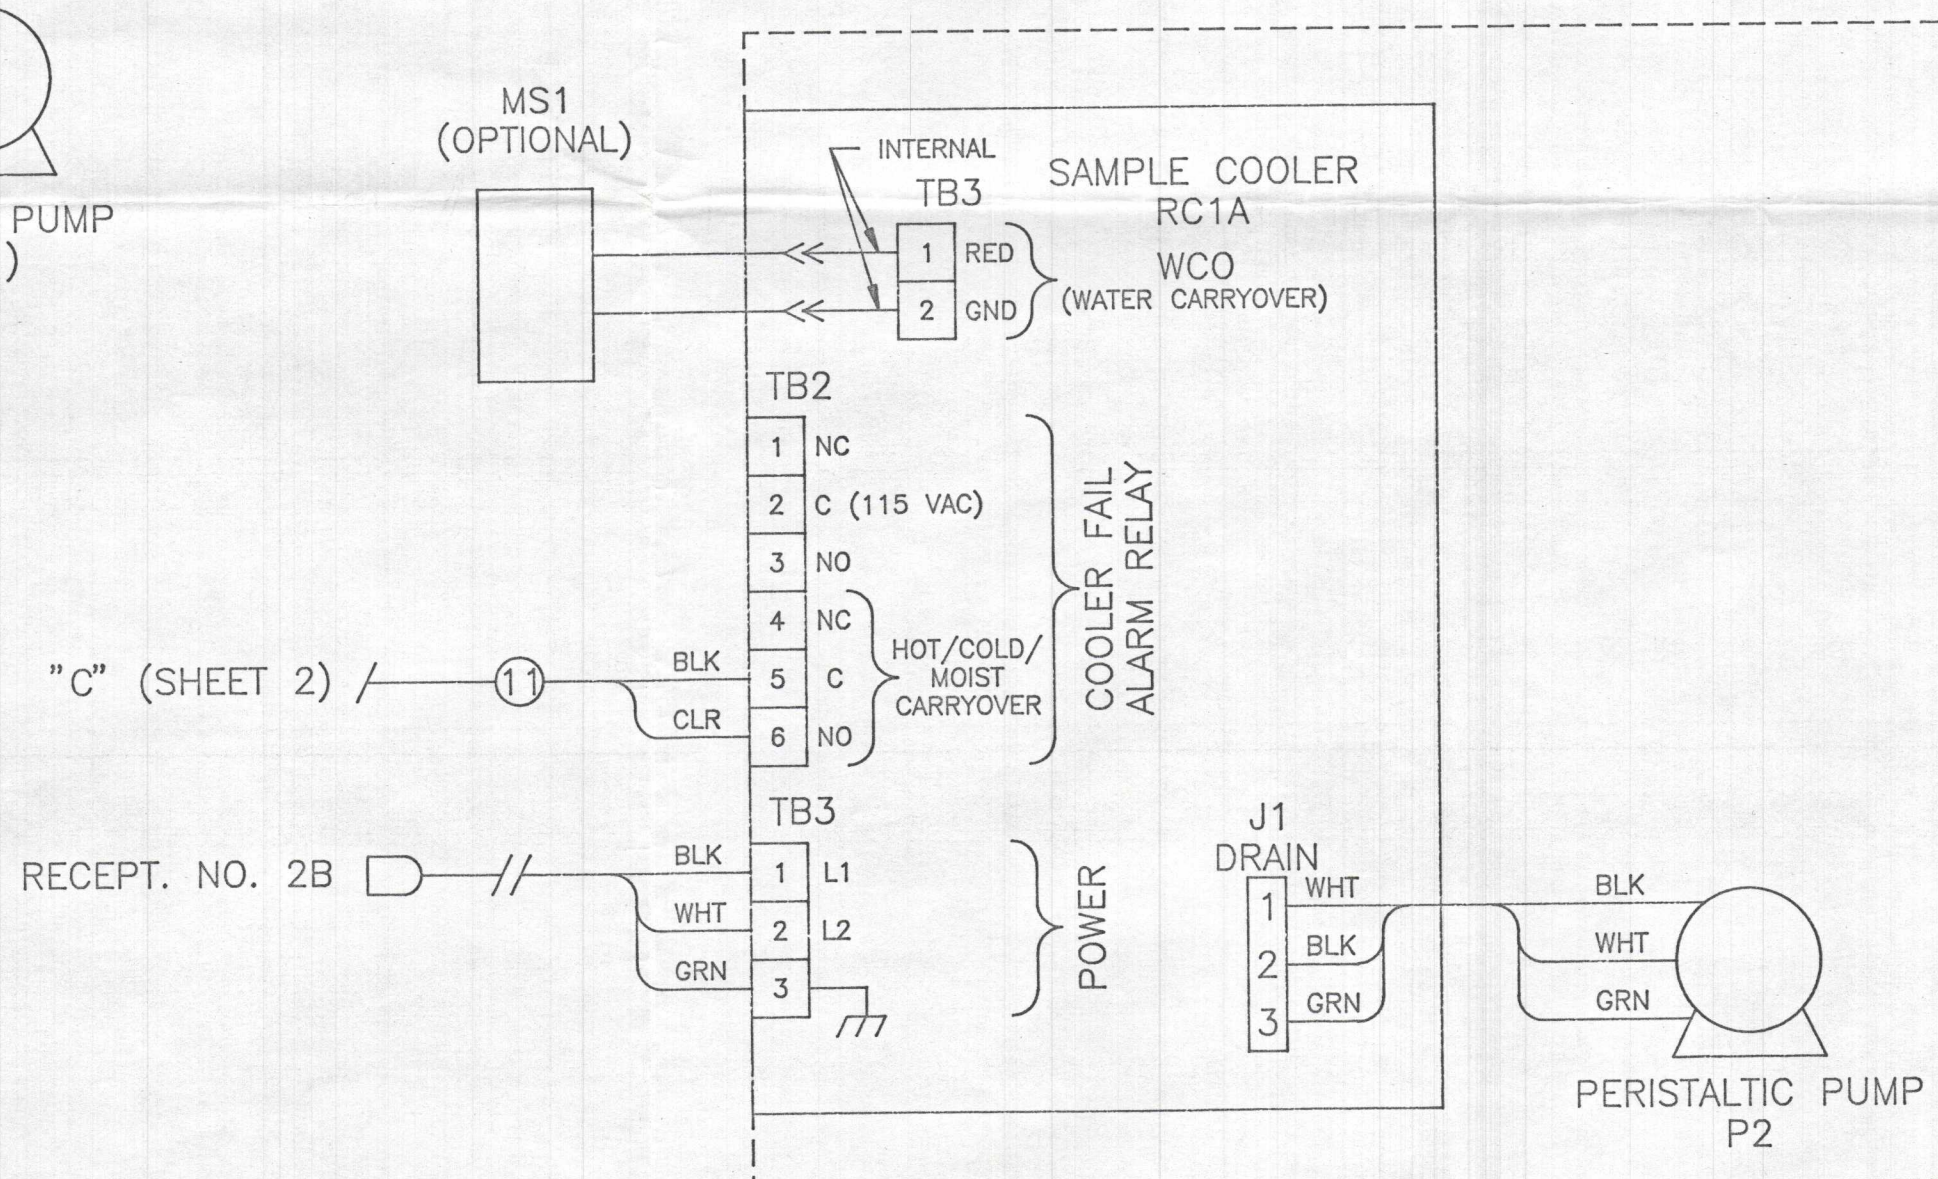 PUMP
)
MS1
(OPTIONAL)
INTERNAL
TB3
1 RED
2 GND
SAMPLE COOLER
RC1A
WCO
(WATER CARRYOVER)
TB2
1 NC
2 C (115 VAC)
3 NO
4 NC
5 C
6 NO
HOT/COLD/
MOIST
CARRYOVER
COOLER FAIL
ALARM RELAY
"C" (SHEET 2)
11
BLK
CLR
TB3
1 L1
2 L2
3
RECEPT. NO. 2B
BLK
WHT
GRN
POWER
J1
DRAIN
1 WHT
2 BLK
3 GRN
BLK
WHT
GRN
PERISTALTIC PUMP
P2